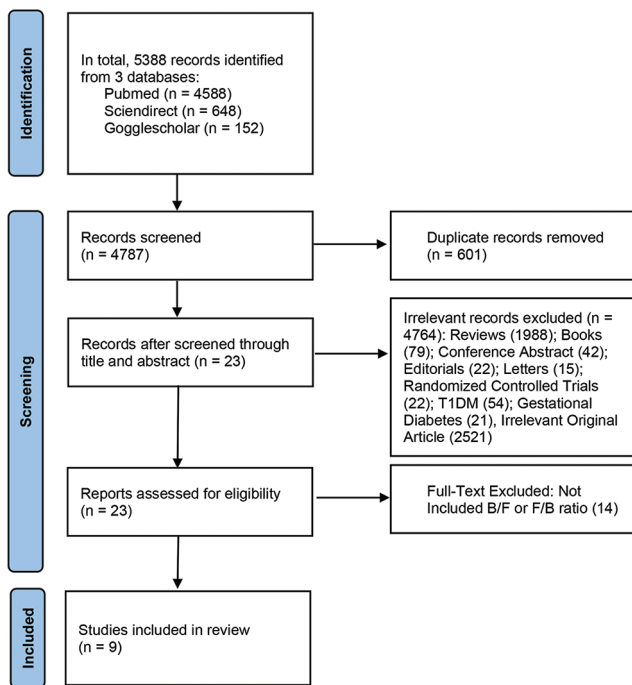 Identification
In total, 5388 records identified
from 3 databases:
Pubmed (n = 4588)
Sciendirect (n = 648)
Gogglescholar (n = 152)
Screening
Records screened
(n = 4787)
Duplicate records removed
(n = 601)
Records after screened through
title and abstract (n = 23)
Irrelevant records excluded (n =
4764): Reviews (1988); Books
(79); Conference Abstract (42);
Editorials (22); Letters (15);
Randomized Controlled Trials
(22); T1DM (54); Gestational
Diabetes (21), Irrelevant Original
Article (2521)
Reports assessed for eligibility
(n = 23)
Full-Text Excluded: Not
Included B/F or F/B ratio (14)
Included
Studies included in review
(n = 9)